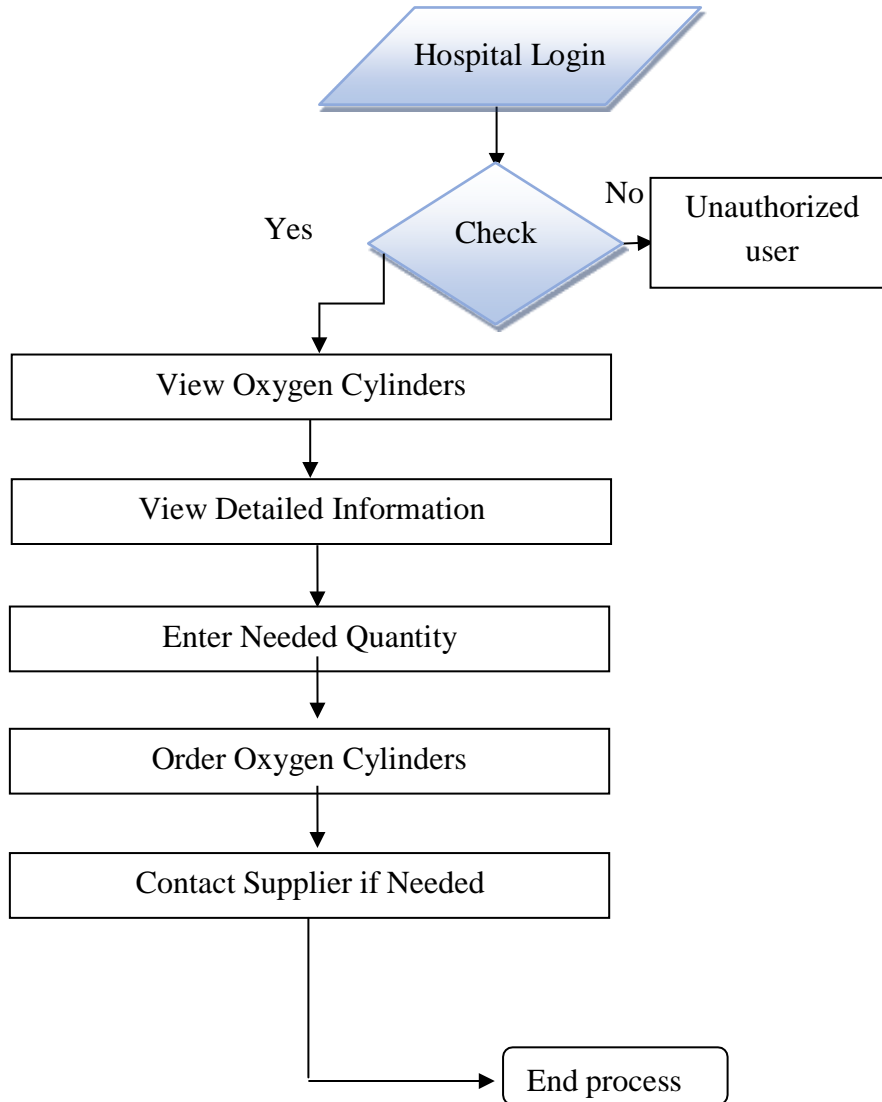 Hospital Login
Check
No
Unauthorized
user
Yes
View Oxygen Cylinders
View Detailed Information
Enter Needed Quantity
Order Oxygen Cylinders
Contact Supplier if Needed
End process